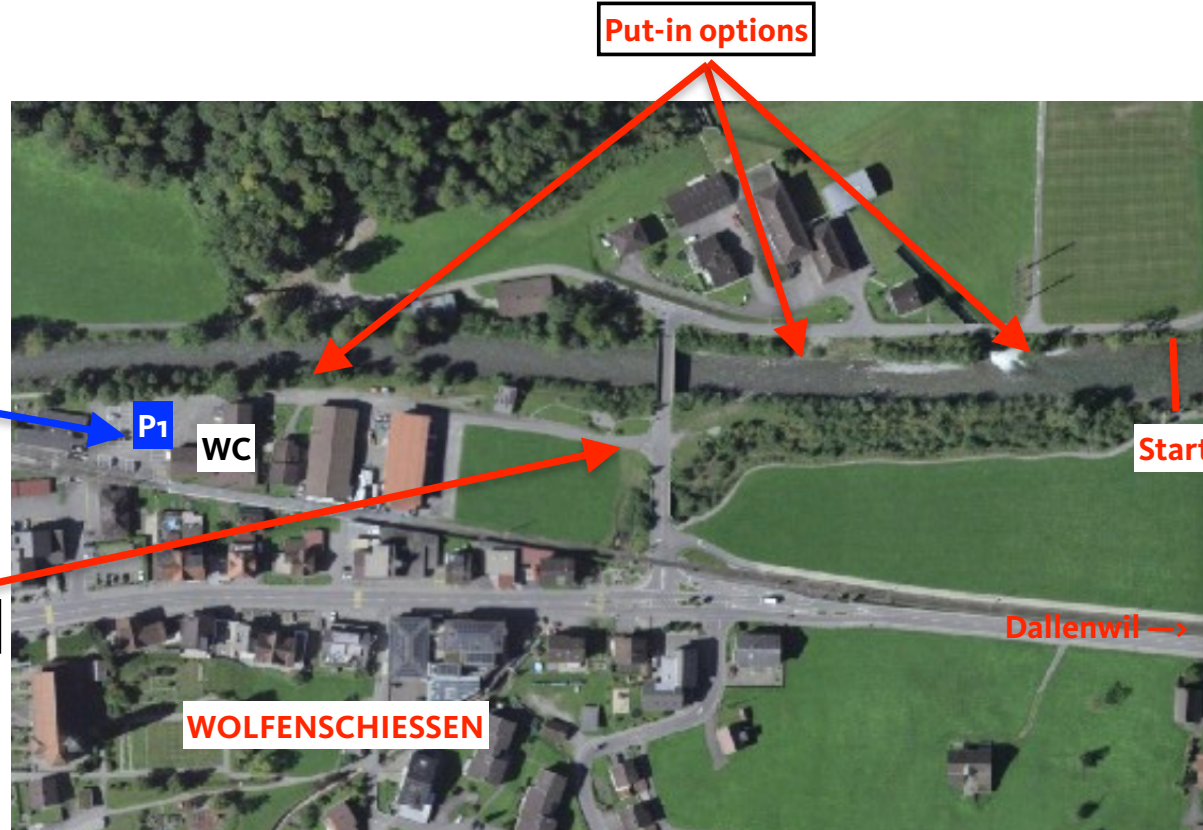 Put-in options
P1
WC
Start
Dallenwil —>
WOLFENSCHIESSEN